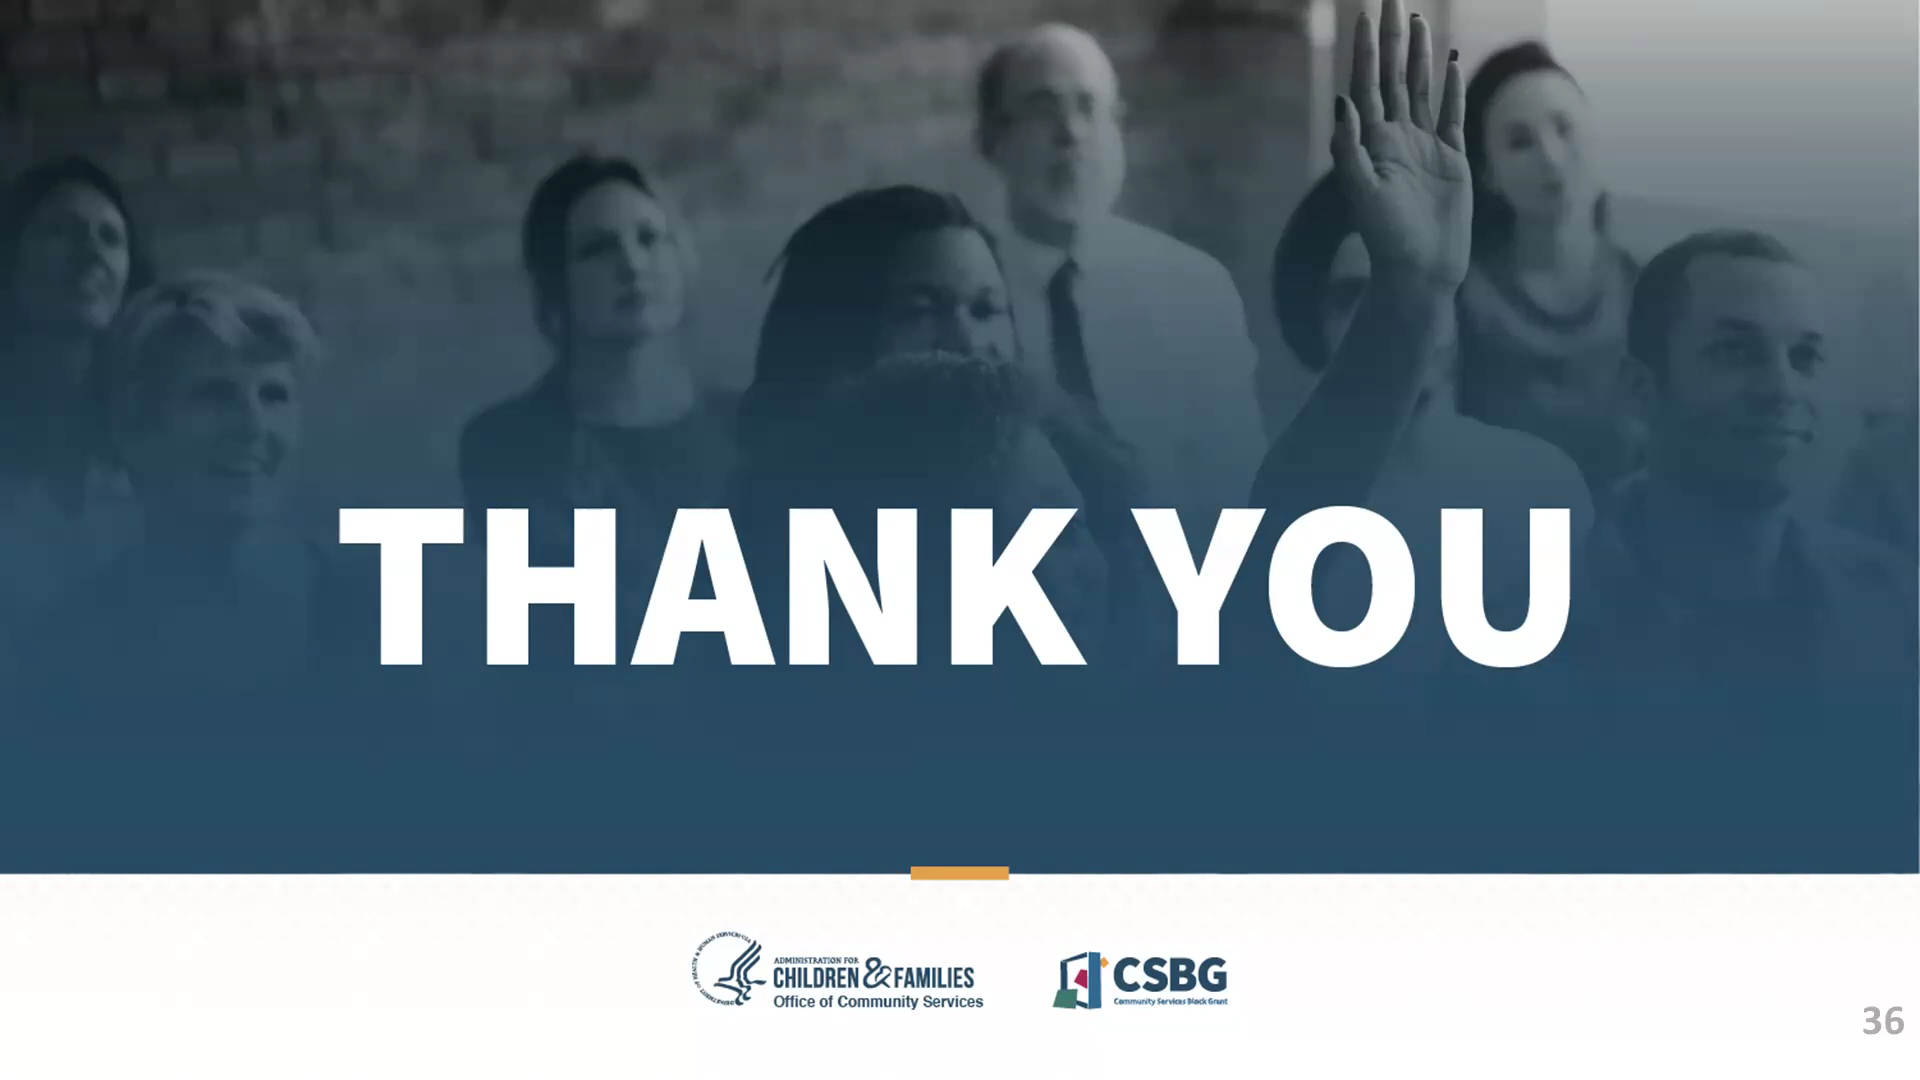 THANK YOU
ADMINISTRATION FOR
CHILDREN & FAMILIES
Office of Community Services
CSBG
Community Services Block Grant
36